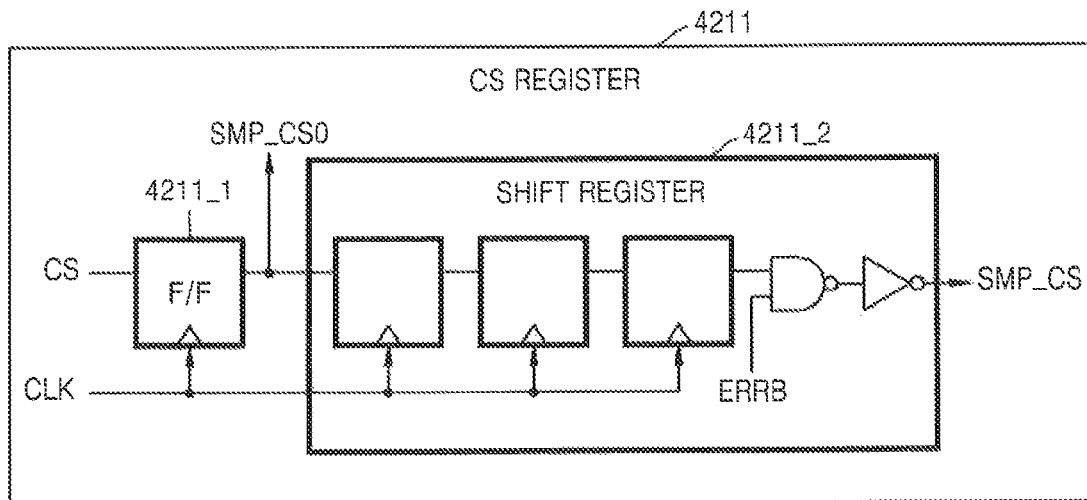 4211
CS REGISTER
SMP_CS0
4211_2
4211_1
SHIFT REGISTER
CS
F/F
SMP_CS
CLK
ERRB